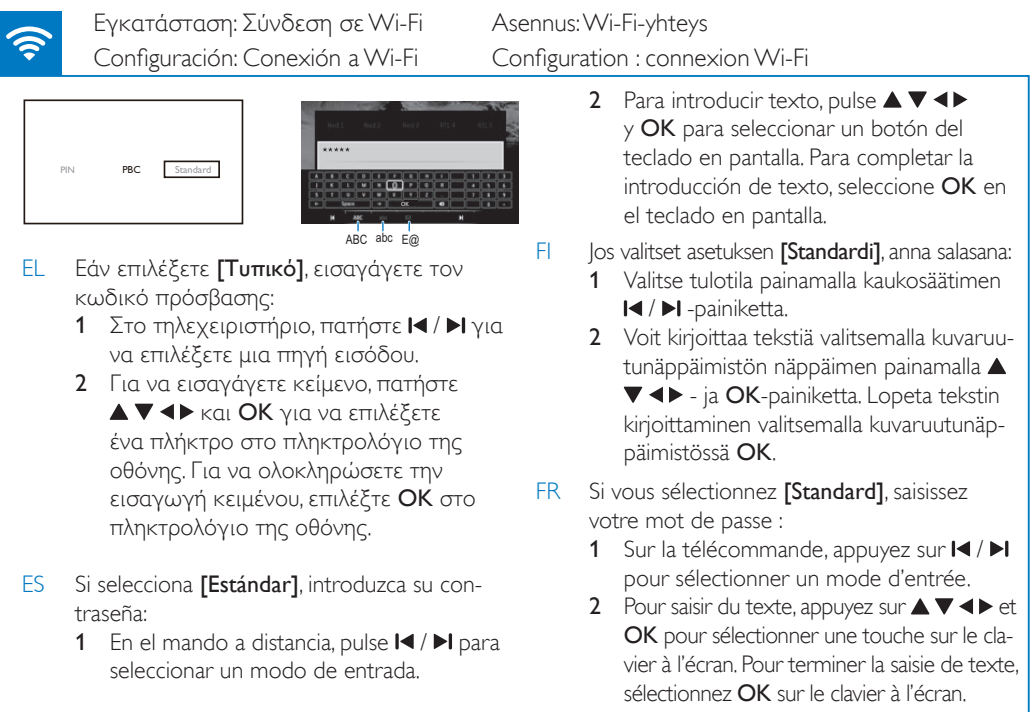 Εγκατάσταση: Σύνδεση σε Wi-Fi
Configuración: Conexión a Wi-Fi
Asennus: Wi-Fi-yhteys
Configuration : connexion Wi-Fi
PIN PBC Standard
*****
Space OK
ABC abc E@
EL Εάν επιλέξετε [Τυπικό], εισαγάγετε τον
κωδικό πρόσβασης:
1 Στο τηλεχειριστήριο, πατήστε ⏮ / ⏭ για
να επιλέξετε μια πηγή εισόδου.
2 Για να εισαγάγετε κείμενο, πατήστε
▲ ▼ ◀▶ και OK για να επιλέξετε
ένα πλήκτρο στο πληκτρολόγιο της
οθόνης. Για να ολοκληρώσετε την
εισαγωγή κειμένου, επιλέξτε OK στο
πληκτρολόγιο της οθόνης.
ES Si selecciona [Estándar], introduzca su con-
traseña:
1 En el mando a distancia, pulse ⏮ / ⏭ para
seleccionar un modo de entrada.
2 Para introducir texto, pulse ▲ ▼ ◀▶
y OK para seleccionar un botón del
teclado en pantalla. Para completar la
introducción de texto, seleccione OK en
el teclado en pantalla.
FI Jos valitset asetuksen [Standardi], anna salasana:
1 Valitse tulotila painamalla kaukosäätimen
⏮ / ⏭ -painiketta.
2 Voit kirjoittaa tekstiä valitsemalla kuvaruu-
tunäppäimistön näppäimen painamalla ▲
▼ ◀▶ - ja OK-painiketta. Lopeta tekstin
kirjoittaminen valitsemalla kuvaruutunäp-
päimistössä OK.
FR Si vous sélectionnez [Standard], saisissez
votre mot de passe :
1 Sur la télécommande, appuyez sur ⏮ / ⏭
pour sélectionner un mode d'entrée.
2 Pour saisir du texte, appuyez sur ▲ ▼ ◀▶ et
OK pour sélectionner une touche sur le cla-
vier à l'écran. Pour terminer la saisie de texte,
sélectionnez OK sur le clavier à l'écran.